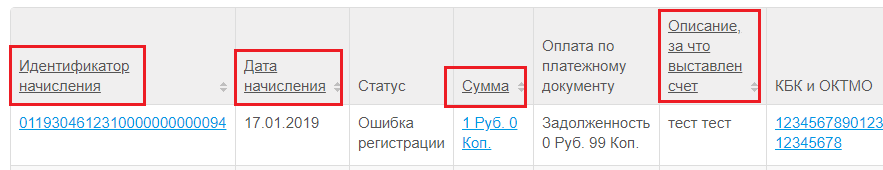 Идентификатор
начисления
Дата
начисления
Статус
Сумма
Оплата по
платежному
документу
Описание,
за что
выставлен
счет
КБК и ОКТМО
0119304612310000000000094
17.01.2019
Ошибка
регистрации
1 Руб. 0
Коп.
Задолженность
0 Руб. 99 Коп.
тест тест
1234567890123
12345678